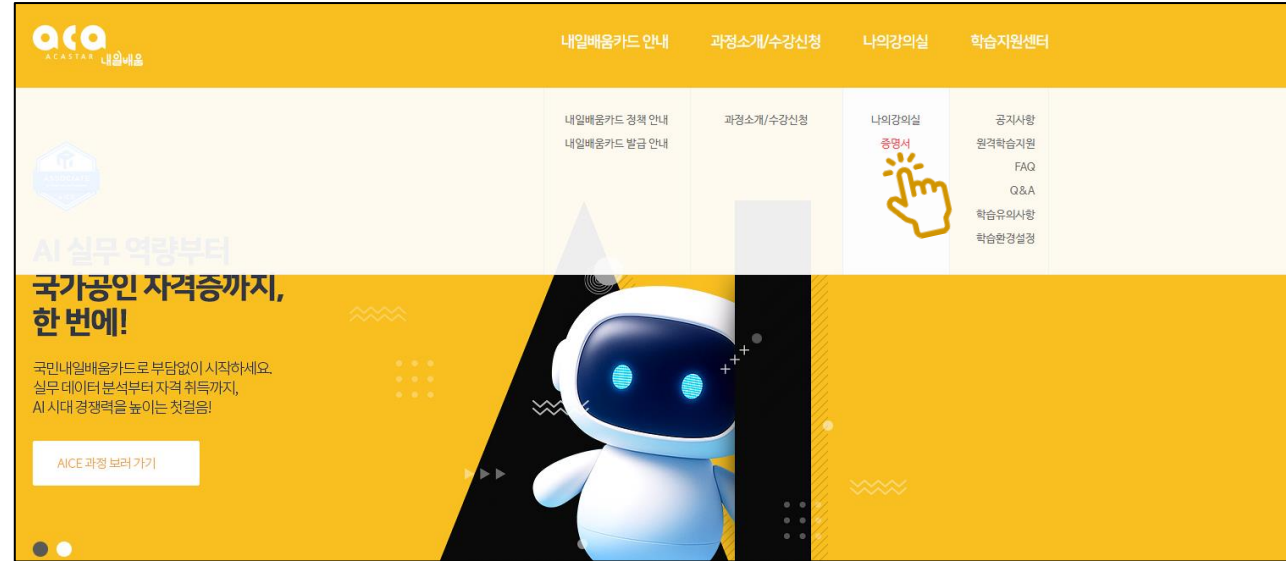 aca
ACASTAR 내일배움
내일배움카드 안내
과정소개/수강신청
나의강의실
학습지원센터
내일배움카드 정책 안내
내일배움카드 발급 안내
과정소개/수강신청
나의강의실
증명서
공지사항
원격학습지원
FAQ
Q&A
학습유의사항
학습환경설정
AI 실무 역량부터
국가공인 자격증까지,
한 번에!
국민내일배움카드로 부담없이 시작하세요.
실무 데이터 분석부터 자격 취득까지,
AI 시대 경쟁력을 높이는 첫걸음!
AICE 과정 보러 가기